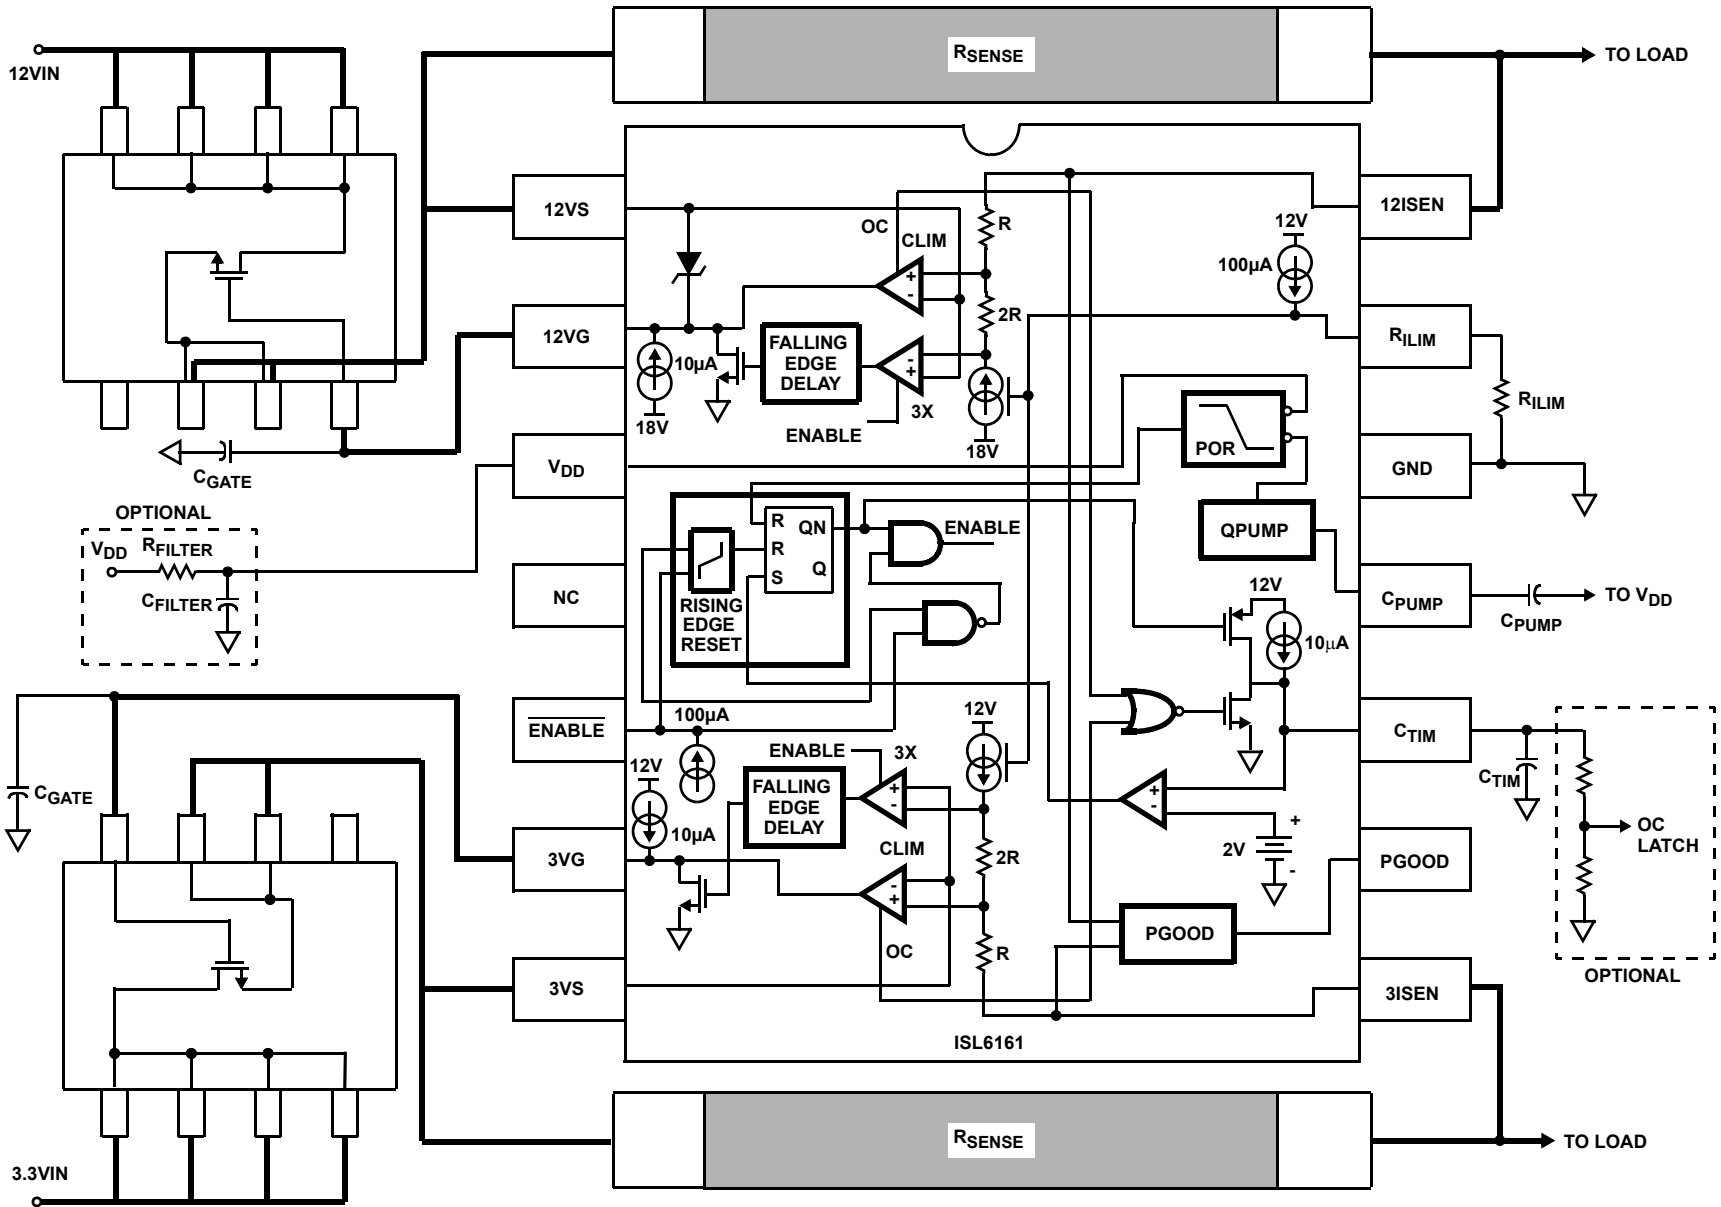 12VIN
RSENSE
TO LOAD
12VS
12ISEN
OC
CLIM
+
-
R
2R
12V
100µA
12VG
RILIM
10µA
18V
FALLING
EDGE
DELAY
-
+
3X
ENABLE
18V
RILIM
POR
VDD
GND
CGATE
OPTIONAL
VDD
RFILTER
CFILTER
R
R
S
QN
Q
RISING
EDGE
RESET
ENABLE
QPUMP
NC
12V
10µA
CPUMP
CPUMP
TO VDD
ENABLE
100µA
12V
CTIM
CTIM
OC
LATCH
OPTIONAL
CGATE
12V
10µA
ENABLE
3X
FALLING
EDGE
DELAY
+
-
+
-
+
2V
-
3VG
CLIM
-
+
2R
PGOOD
PGOOD
OC
R
3VS
3ISEN
ISL6161
RSENSE
TO LOAD
3.3VIN